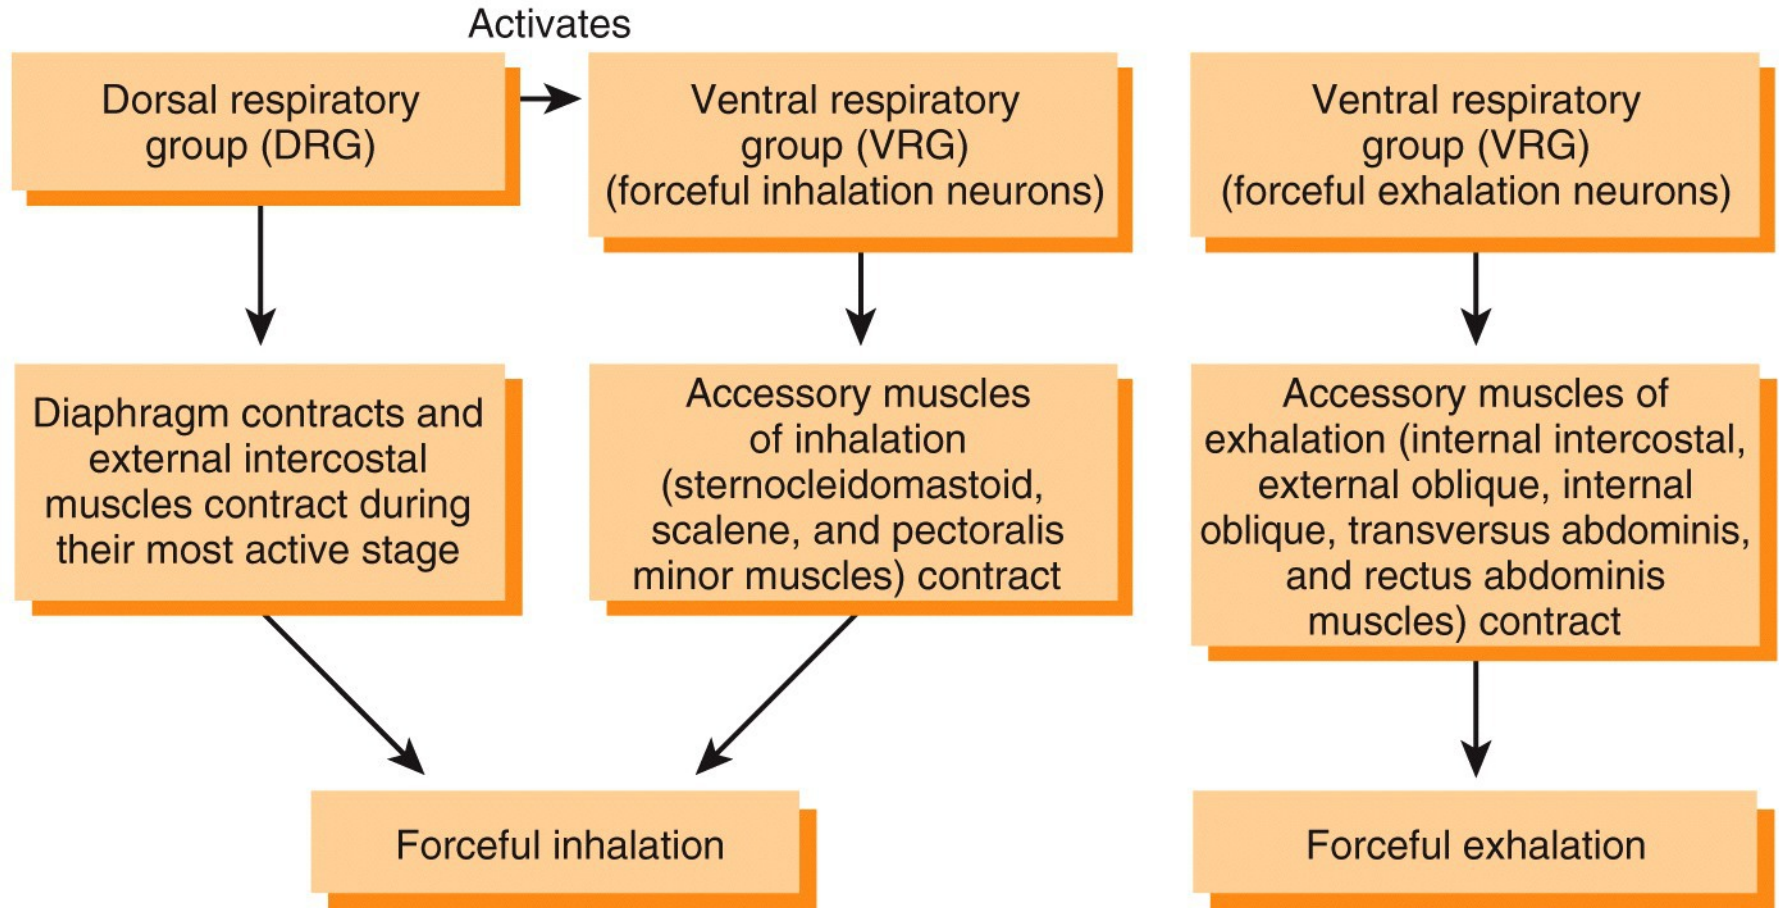 Activates
Dorsal respiratory
group (DRG)
Ventral respiratory
group (VRG)
(forceful inhalation neurons)
Ventral respiratory
group (VRG)
(forceful exhalation neurons)
Diaphragm contracts and
external intercostal
muscles contract during
their most active stage
Accessory muscles
of inhalation
(sternocleidomastoid,
scalene, and pectoralis
minor muscles) contract
Accessory muscles of
exhalation (internal intercostal,
external oblique, internal
oblique, transversus abdominis,
and rectus abdominis
muscles) contract
Forceful inhalation
Forceful exhalation